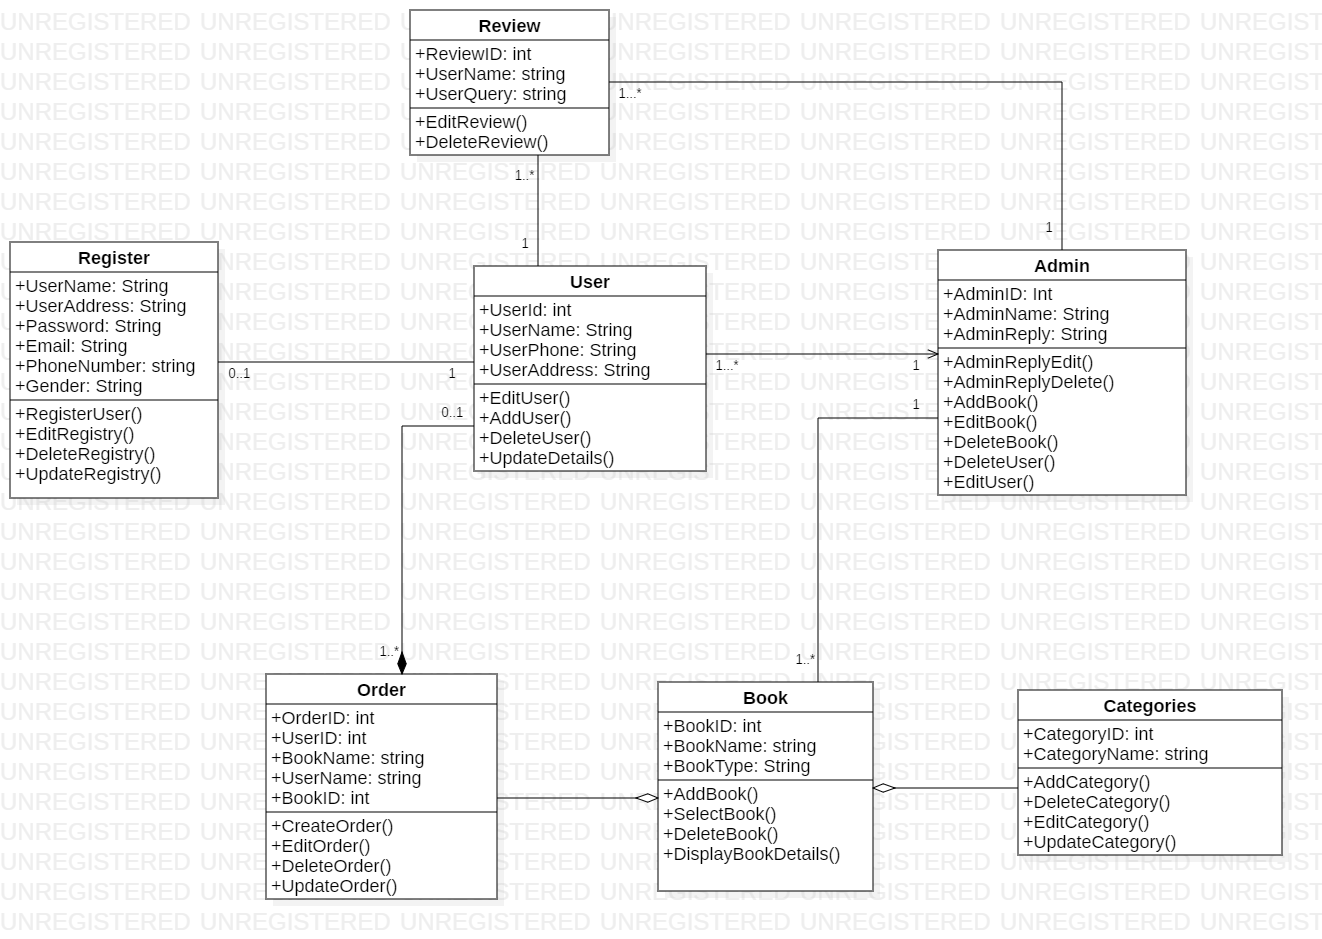 Review
+ReviewID: int
+UserName: string
+UserQuery: string
+EditReview()
+DeleteReview()
1...*
1..*
1
1
Register
+UserName: String
+UserAddress: String
+Password: String
+Email: String
+PhoneNumber: string
+Gender: String
+RegisterUser()
+EditRegistry()
+DeleteRegistry()
+UpdateRegistry()
0..1
1
0..1
User
+UserId: int
+UserName: String
+UserPhone: String
+UserAddress: String
+EditUser()
+AddUser()
+DeleteUser()
+UpdateDetails()
1...*
1
1
Admin
+AdminID: Int
+AdminName: String
+AdminReply: String
+AdminReplyEdit()
+AdminReplyDelete()
+AddBook()
+EditBook()
+DeleteBook()
+DeleteUser()
+EditUser()
1..*
1..*
Order
+OrderID: int
+UserID: int
+BookName: string
+UserName: string
+BookID: int
+CreateOrder()
+EditOrder()
+DeleteOrder()
+UpdateOrder()
Book
+BookID: int
+BookName: string
+BookType: String
+AddBook()
+SelectBook()
+DeleteBook()
+DisplayBookDetails()
Categories
+CategoryID: int
+CategoryName: string
+AddCategory()
+DeleteCategory()
+EditCategory()
+UpdateCategory()
UNREGISTERED